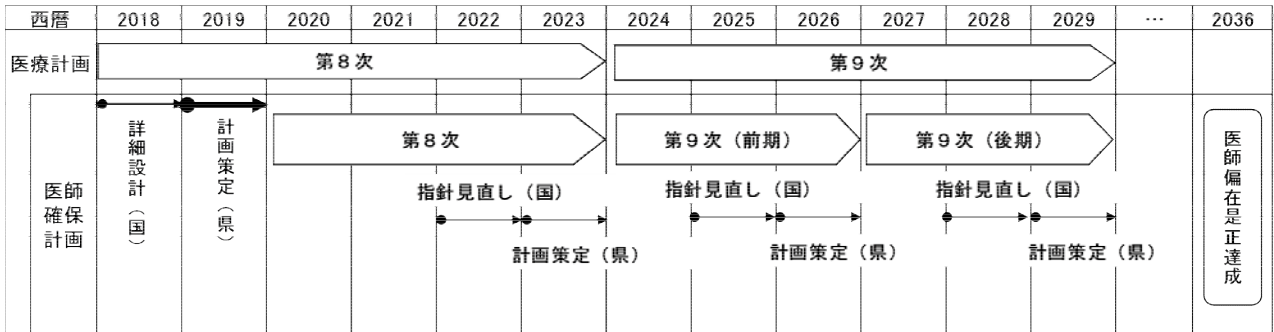 西暦 2018 2019 2020 2021 2022 2023 2024 2025 2026 2027 2028 2029 … 2036
医療計画 第８次 第９次
医師確保計画
詳細設計（国）
計画策定（県）
第８次 第９次（前期） 第９次（後期）
指針見直し（国） 指針見直し（国） 指針見直し（国）
計画策定（県） 計画策定（県） 計画策定（県）
医師偏在是正達成